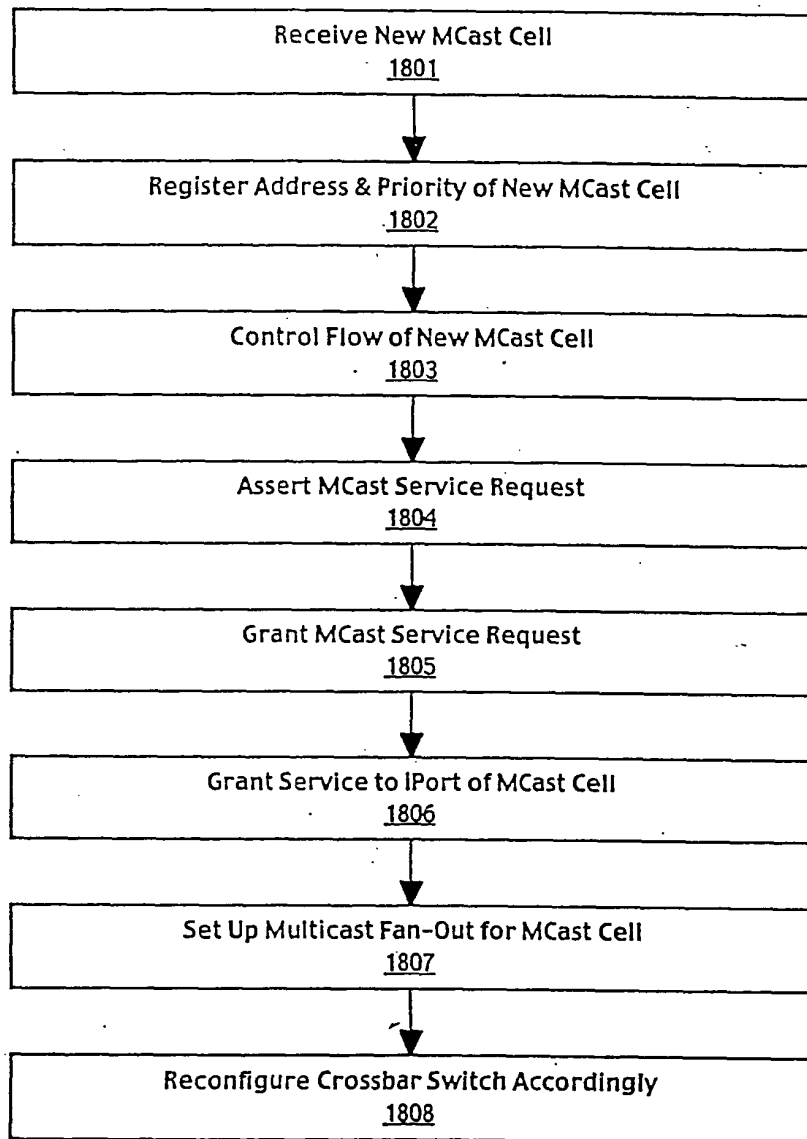 Receive New MCast Cell
1801
Register Address & Priority of New MCast Cell
1802
Control Flow of New MCast Cell
1803
Assert MCast Service Request
1804
Grant MCast Service Request
1805
Grant Service to IPort of MCast Cell
1806
Set Up Multicast Fan-Out for MCast Cell
1807
Reconfigure Crossbar Switch Accordingly
1808